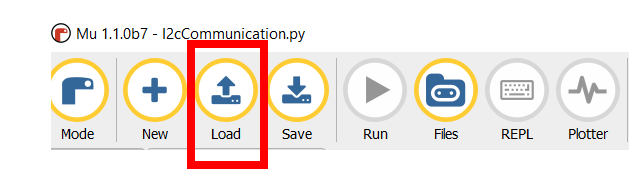 Mu 1.1.0b7 - I2cCommunication.py
Mode New Load Save Run Files REPL Plotter